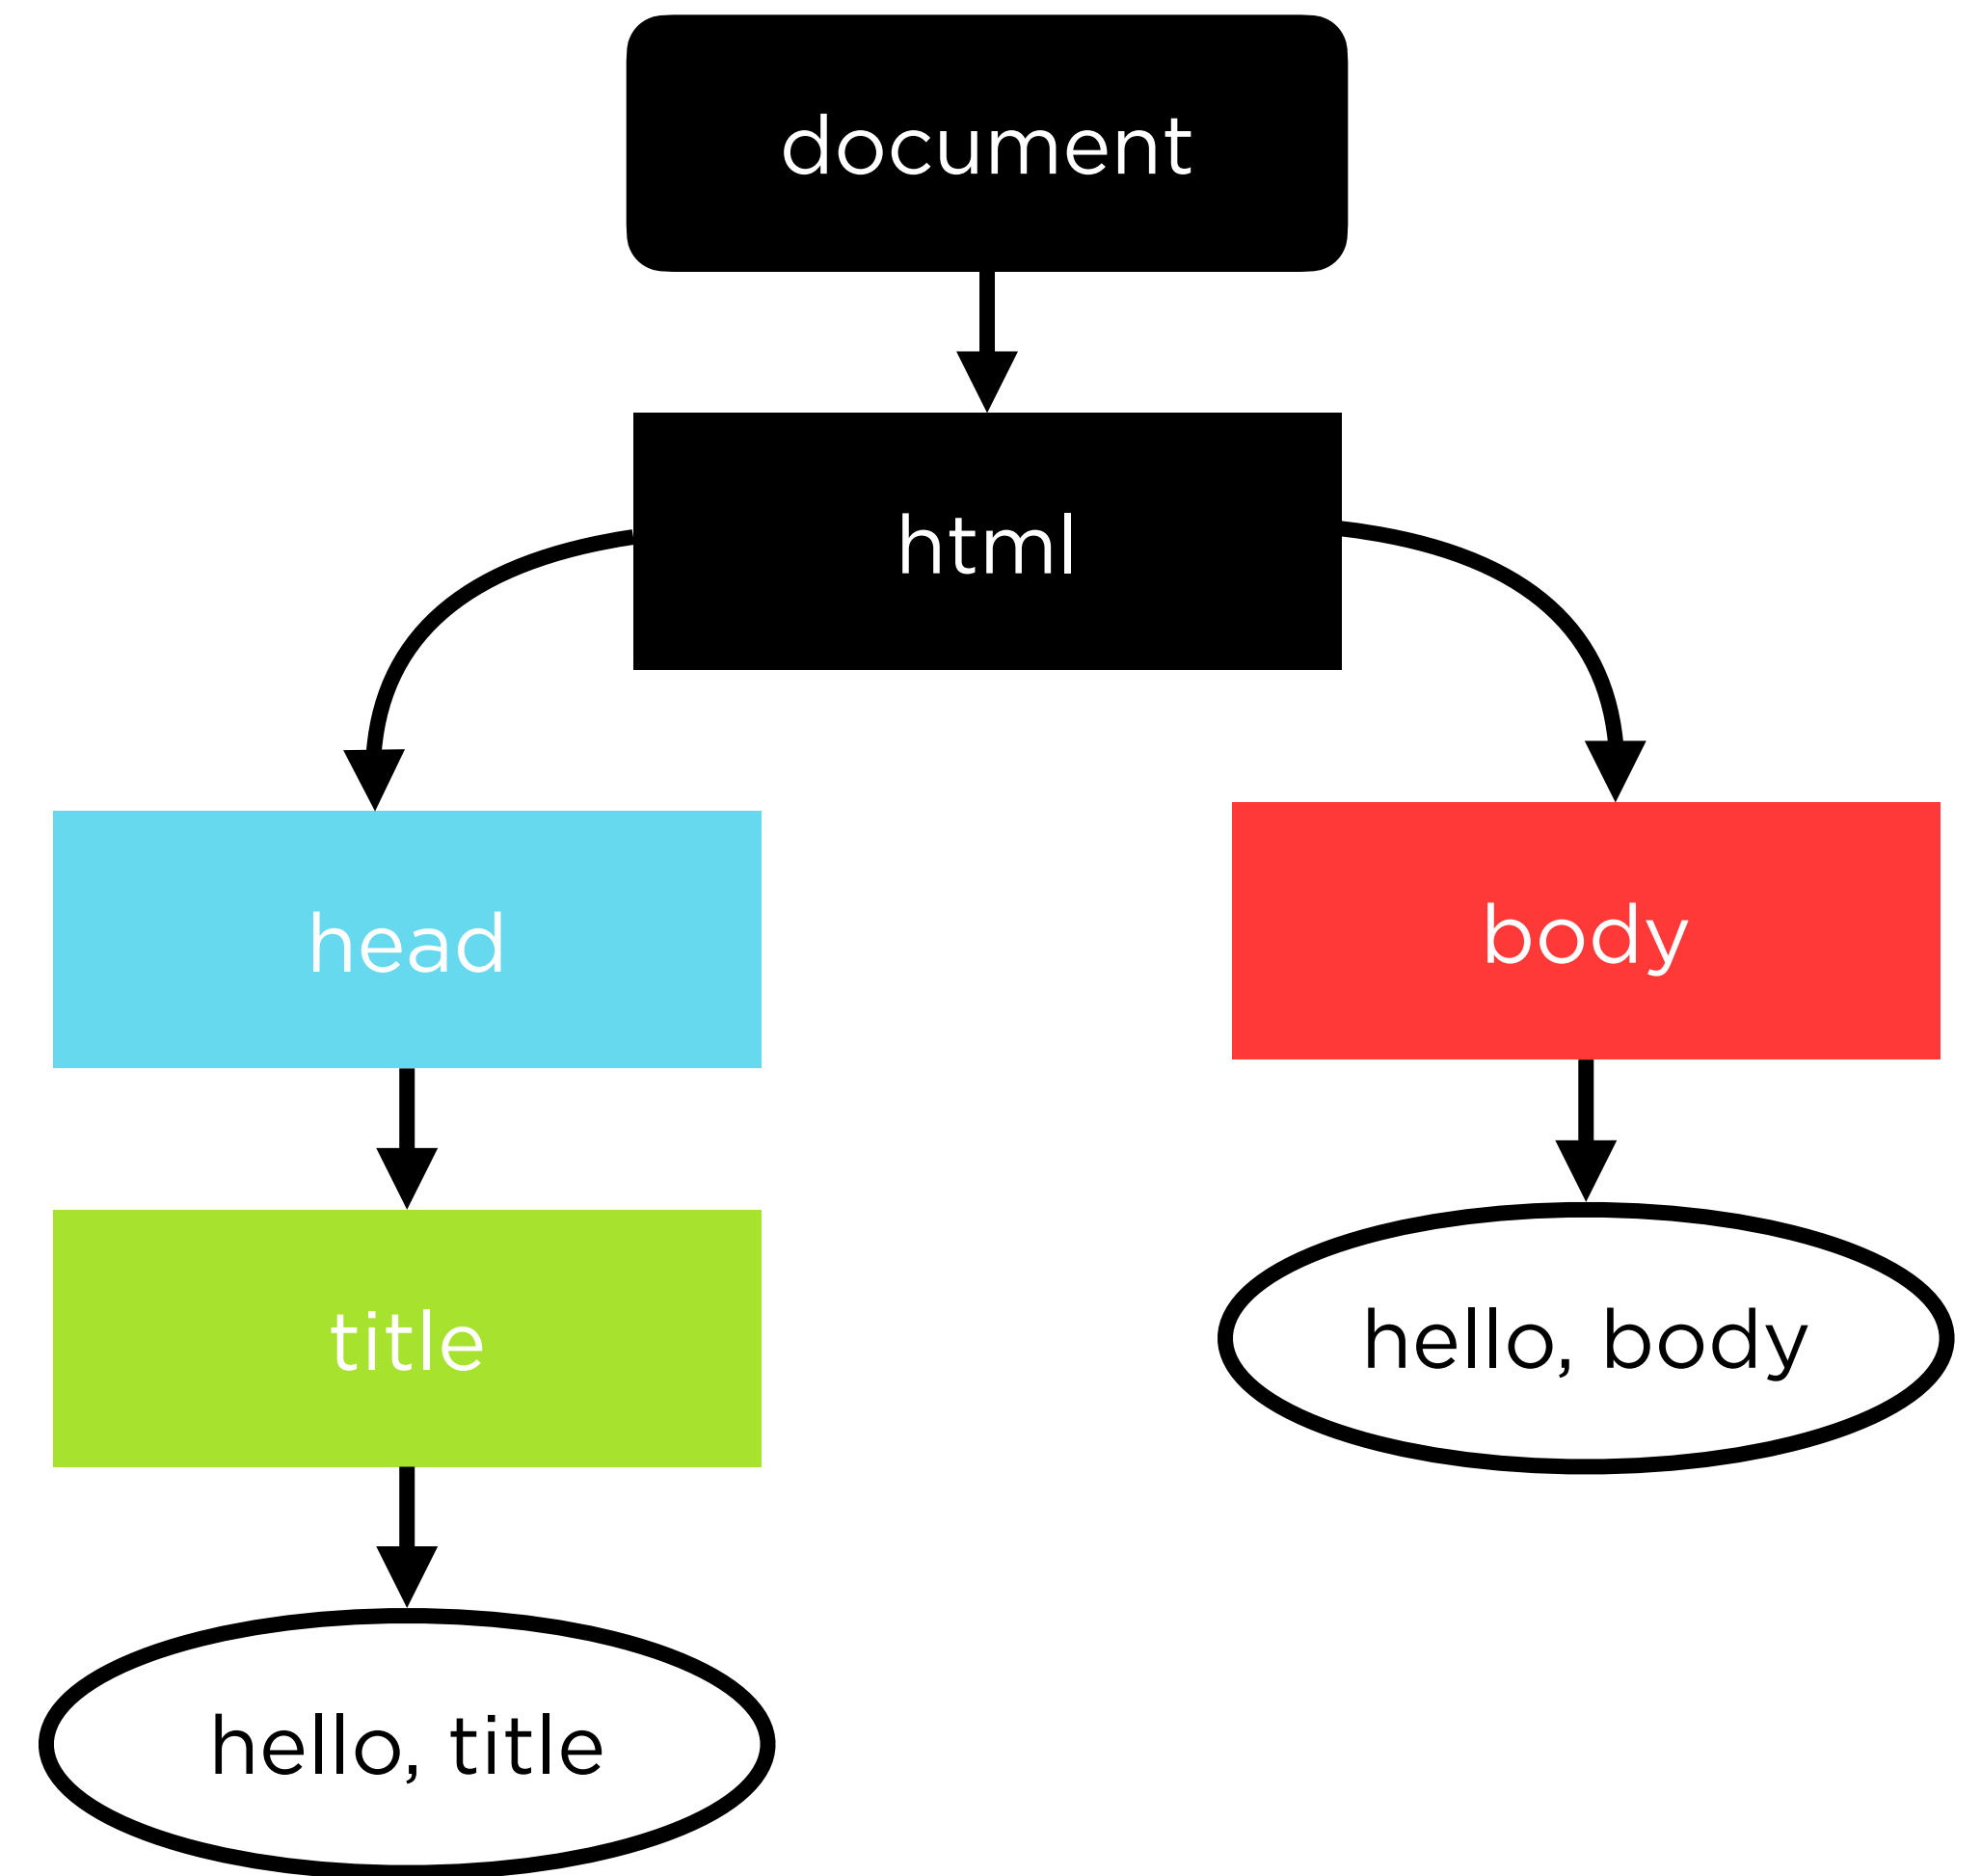 document
html
head
body
title
hello, body
hello, title